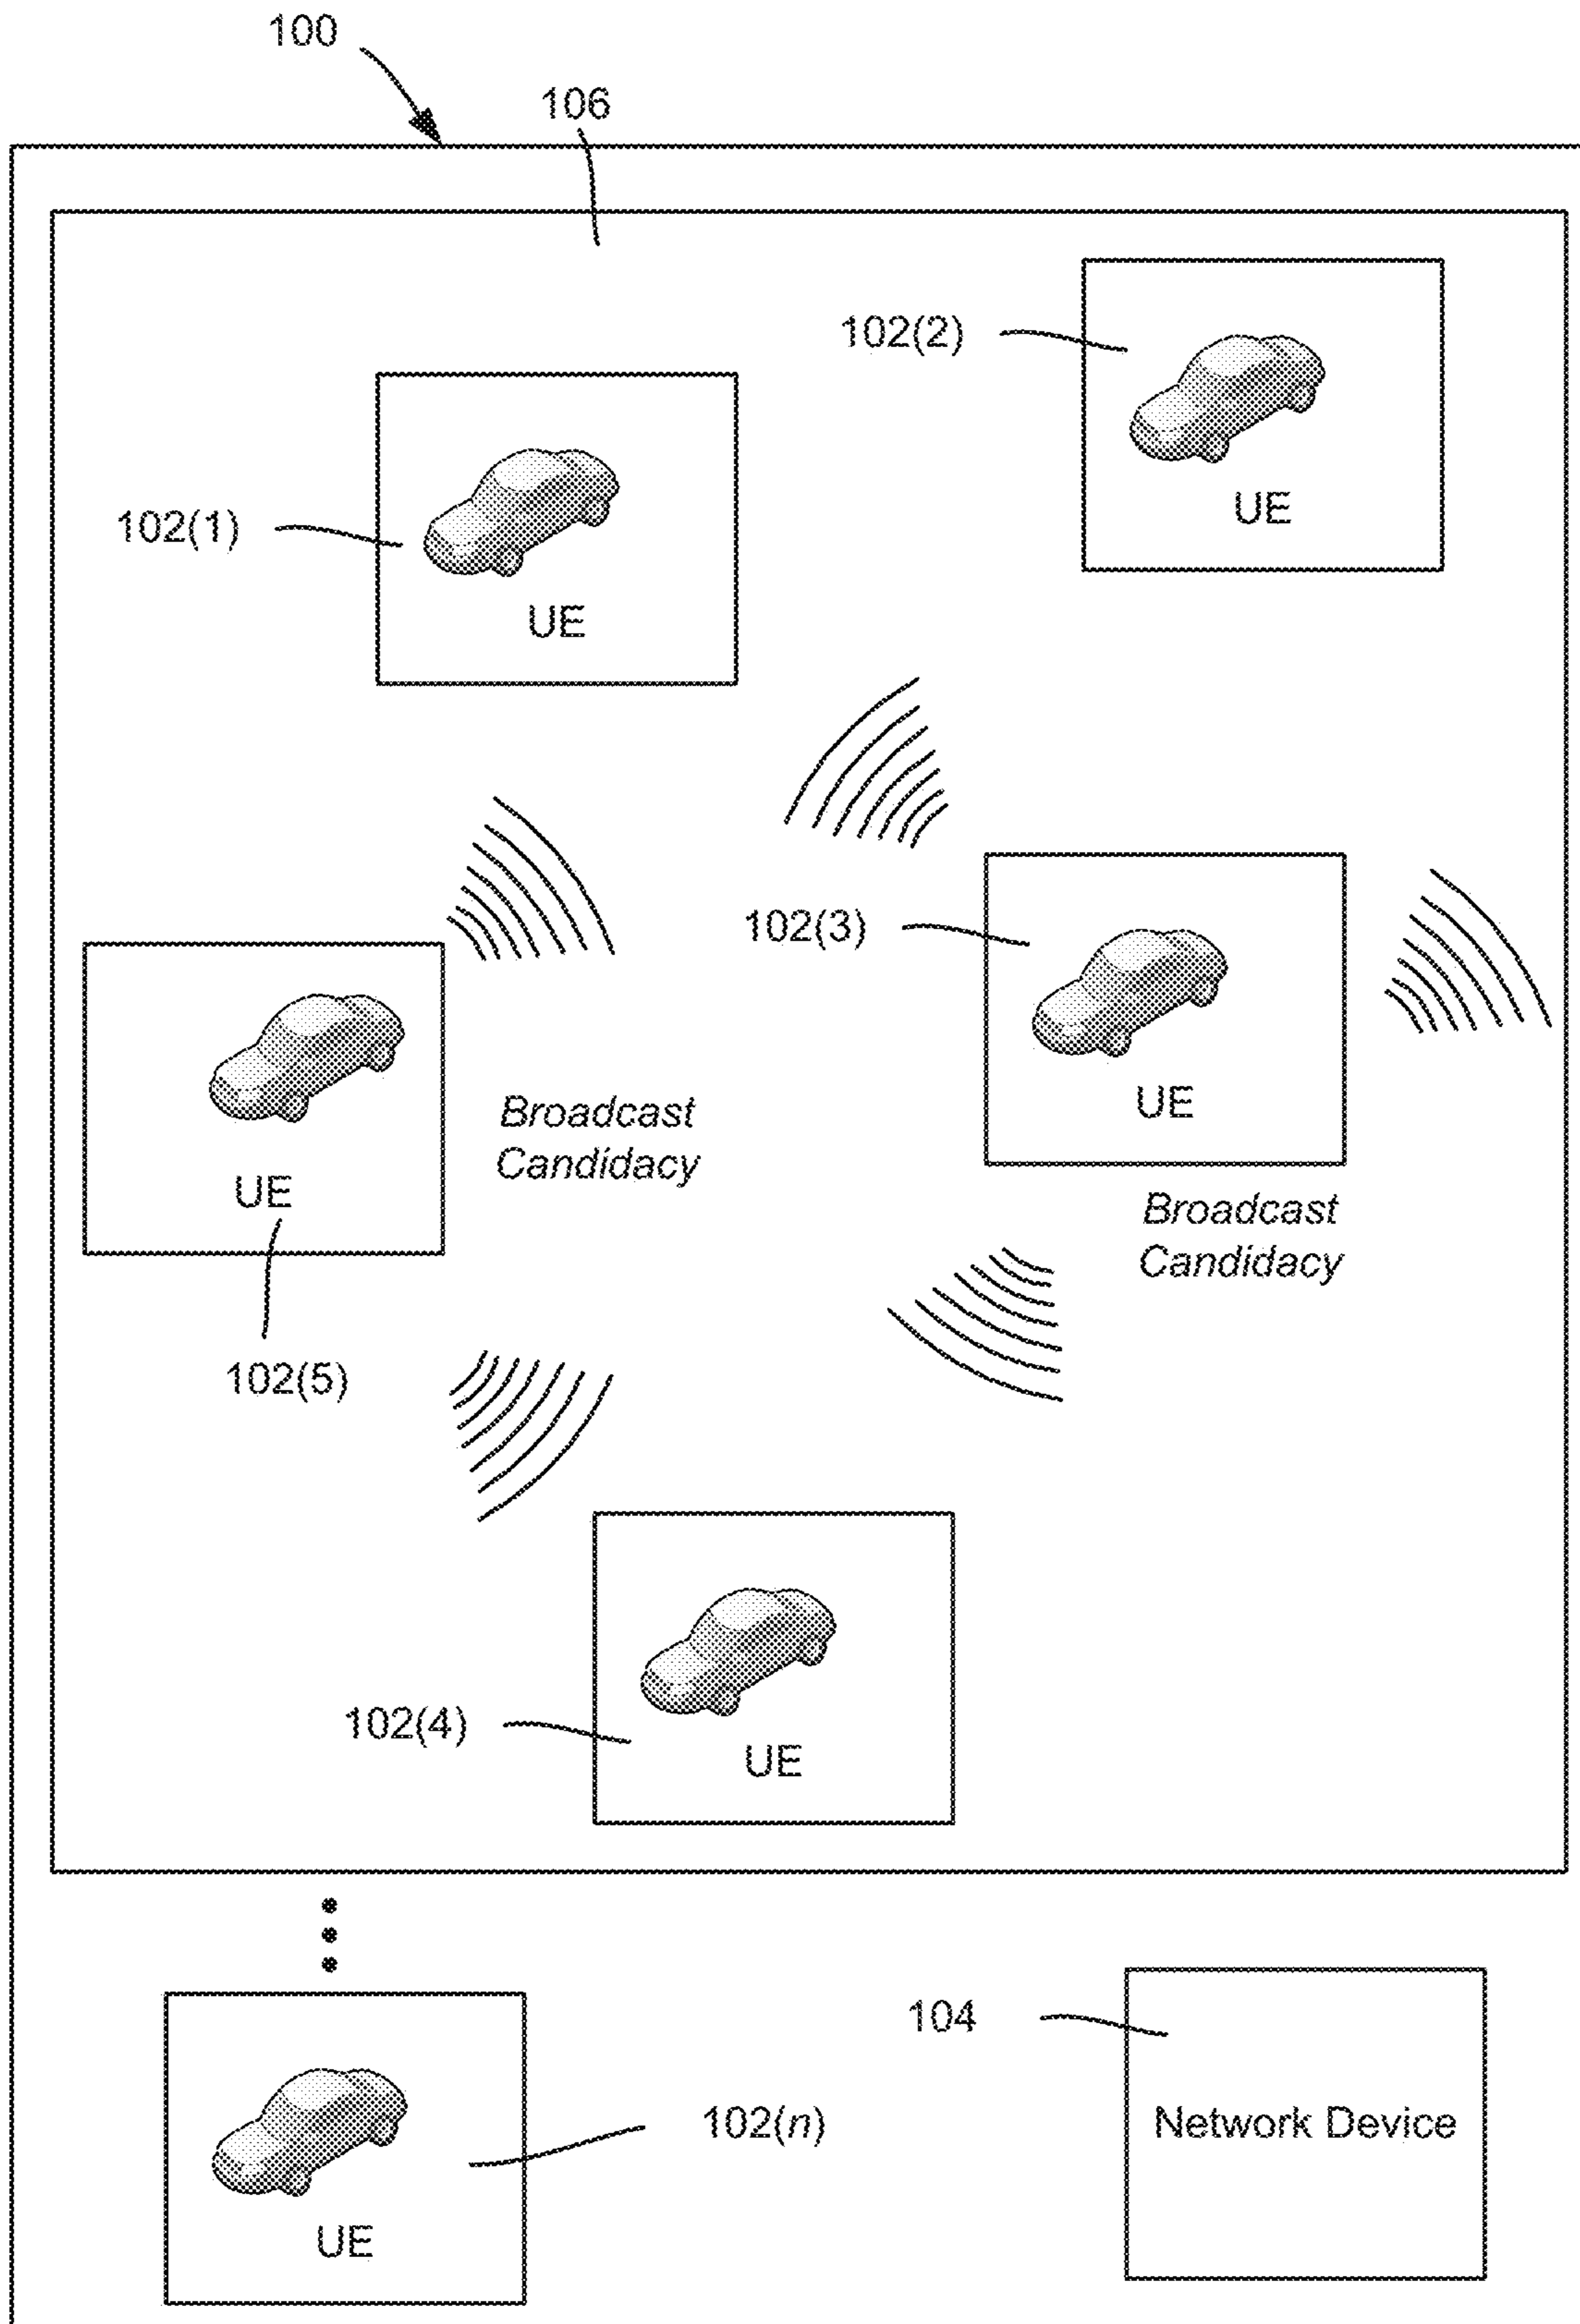 100
106
102(2)
UE
102(1)
UE
102(3)
UE
Broadcast
Candidacy
UE
Broadcast
Candidacy
102(5)
102(4)
UE
104
Network Device
102(n)
UE